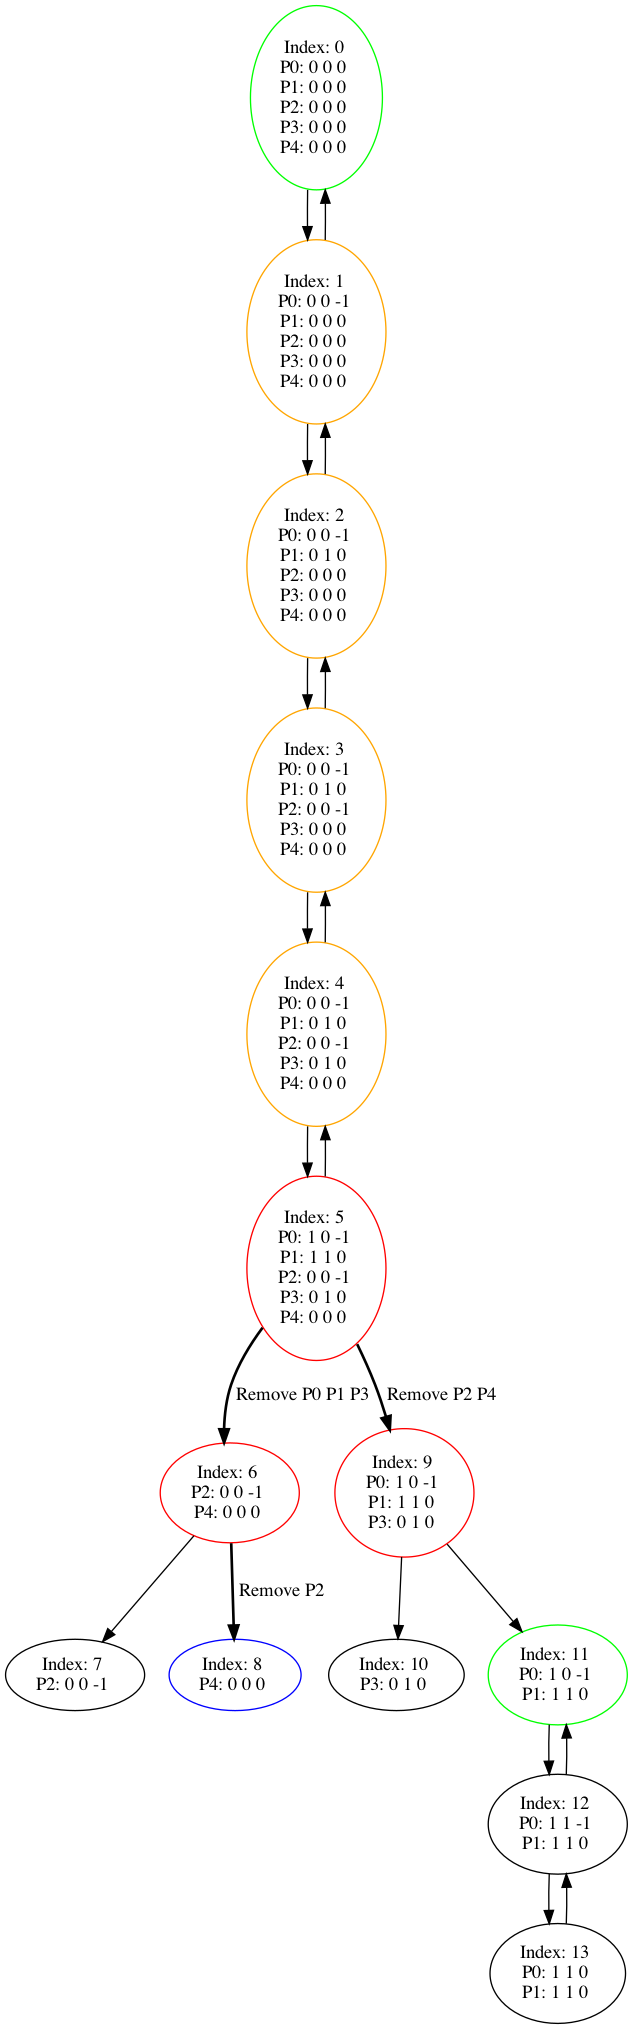 Index: 0
P0: 0 0 0
P1: 0 0 0
P2: 0 0 0
P3: 0 0 0
P4: 0 0 0
Index: 1
P0: 0 0 -1
P1: 0 0 0
P2: 0 0 0
P3: 0 0 0
P4: 0 0 0
Index: 2
P0: 0 0 -1
P1: 0 1 0
P2: 0 0 0
P3: 0 0 0
P4: 0 0 0
Index: 3
P0: 0 0 -1
P1: 0 1 0
P2: 0 0 -1
P3: 0 0 0
P4: 0 0 0
Index: 4
P0: 0 0 -1
P1: 0 1 0
P2: 0 0 -1
P3: 0 1 0
P4: 0 0 0
Index: 5
P0: 1 0 -1
P1: 1 1 0
P2: 0 0 -1
P3: 0 1 0
P4: 0 0 0
Remove P0 P1 P3
Remove P2 P4
Index: 6
P2: 0 0 -1
P4: 0 0 0
Index: 9
P0: 1 0 -1
P1: 1 1 0
P3: 0 1 0
Remove P2
Index: 7
P2: 0 0 -1
Index: 8
P4: 0 0 0
Index: 10
P3: 0 1 0
Index: 11
P0: 1 0 -1
P1: 1 1 0
Index: 12
P0: 1 1 -1
P1: 1 1 0
Index: 13
P0: 1 1 0
P1: 1 1 0